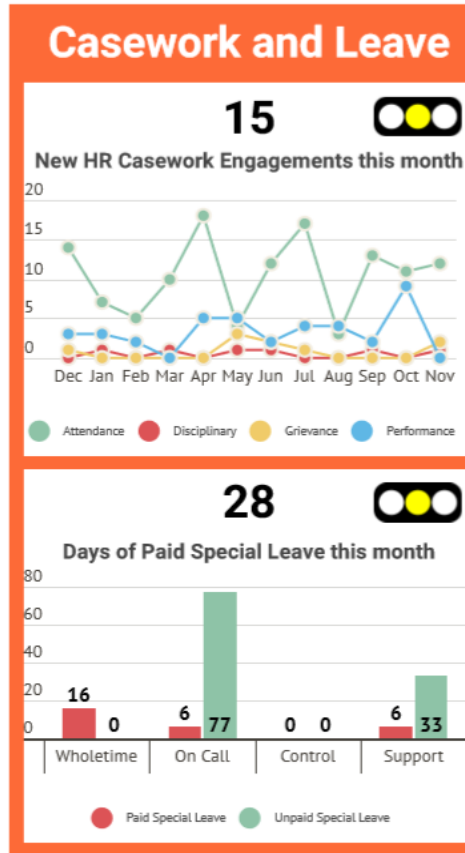 Casework and Leave
15
New HR Casework Engagements this month
20
15
10
5
0
Dec Jan Feb Mar Apr May Jun Jul Aug Sep Oct Nov
Attendance Disciplinary Grievance Performance
28
Days of Paid Special Leave this month
80
60
40
20
0
16 0 6 77 0 0 6 33
Wholetime On Call Control Support
Paid Special Leave Unpaid Special Leave